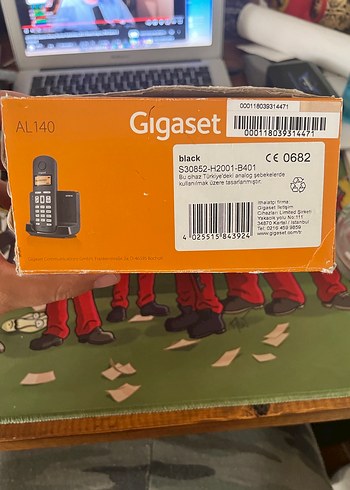 000118039314471
000118039314471
AL140
Gigaset
black
S30852-H2001-B401
Bu cihaz Türkiye'deki analog şebekelerde
kullanılmak üzere tasarlanmıştır.
CE 0682
4 025515 843924
İthalatçı firma:
Gigaset İletişim
Cihazları Limited Şirketi
Yakacık yolu No: 111
34870 Kartal / İstanbul
Tel. 0216 459 9859
www.gigaset.com/tr